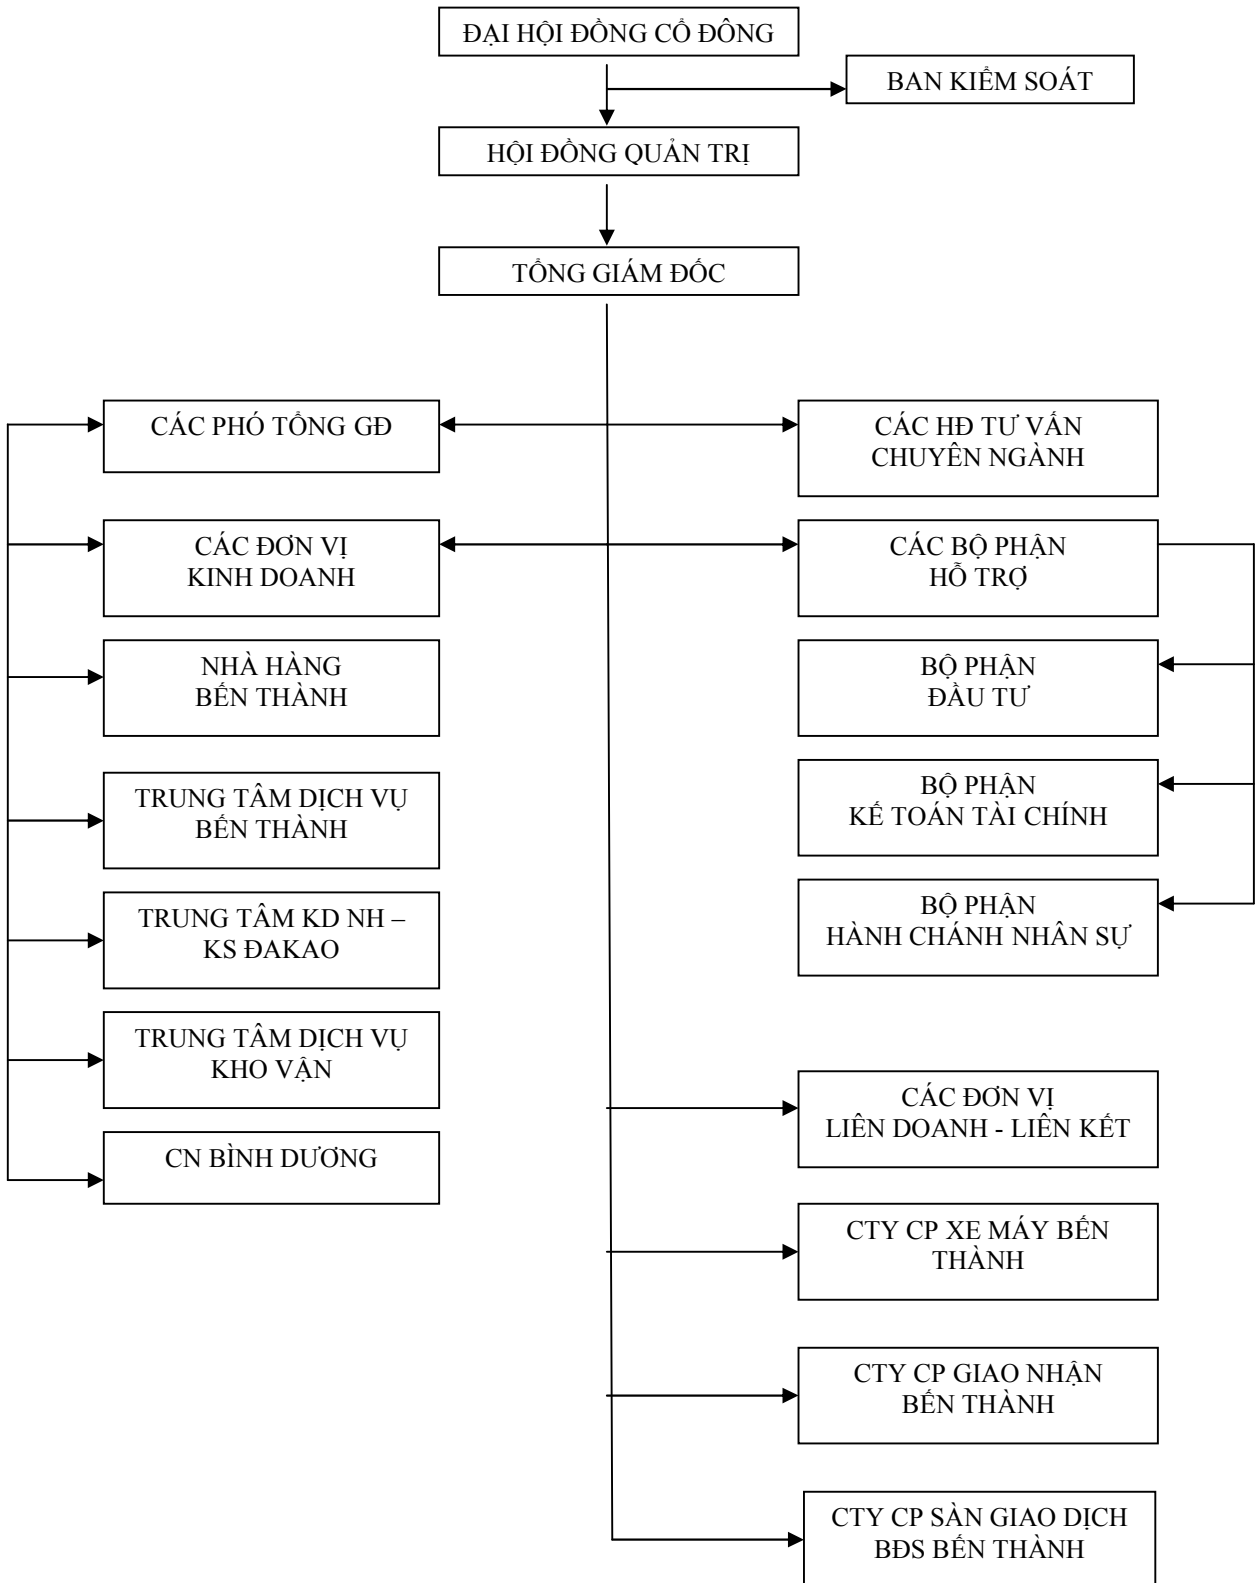 ĐẠI HỘI ĐỒNG CỔ ĐÔNG
BAN KIỂM SOÁT
HỘI ĐỒNG QUẢN TRỊ
TỔNG GIÁM ĐỐC
CÁC PHÓ TỔNG GĐ
CÁC HĐ TƯ VẤN
CHUYÊN NGÀNH
CÁC ĐƠN VỊ
KINH DOANH
CÁC BỘ PHẬN
HỖ TRỢ
NHÀ HÀNG
BẾN THÀNH
BỘ PHẬN
ĐẦU TƯ
TRUNG TÂM DỊCH VỤ
BẾN THÀNH
BỘ PHẬN
KẾ TOÁN TÀI CHÍNH
TRUNG TÂM KD NH –
KS ĐAKAO
BỘ PHẬN
HÀNH CHÁNH NHÂN SỰ
TRUNG TÂM DỊCH VỤ
KHO VẬN
CÁC ĐƠN VỊ
LIÊN DOANH - LIÊN KẾT
CN BÌNH DƯƠNG
CTY CP XE MÁY BẾN
THÀNH
CTY CP GIAO NHẬN
BẾN THÀNH
CTY CP SÀN GIAO DỊCH
BĐS BẾN THÀNH